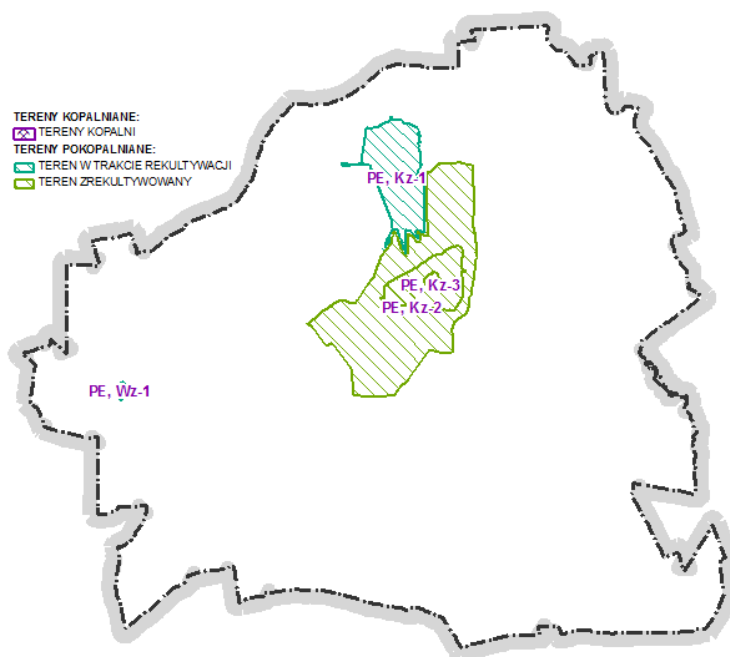 TERENY KOPALNIANE:
TERENY KOPALNI
TERENY POKOPALNIANE:
TEREN W TRAKCIE REKULTYWACJI
TEREN ZREKULTYWOWANY
PE, Kz-1
PE, Kz-3
PE, Kz-2
PE, Wz-1